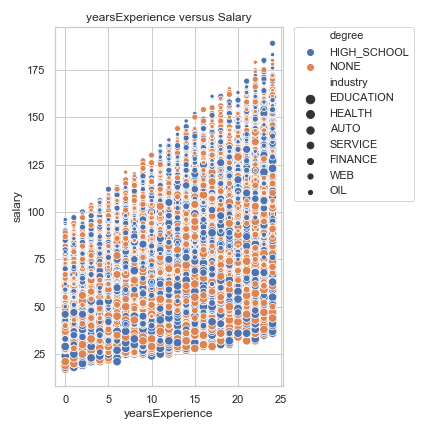 yearsExperience versus Salary
degree
HIGH_SCHOOL
NONE
industry
EDUCATION
HEALTH
AUTO
SERVICE
FINANCE
WEB
OIL
salary
175
150
125
100
75
50
25
0 5 10 15 20 25
yearsExperience